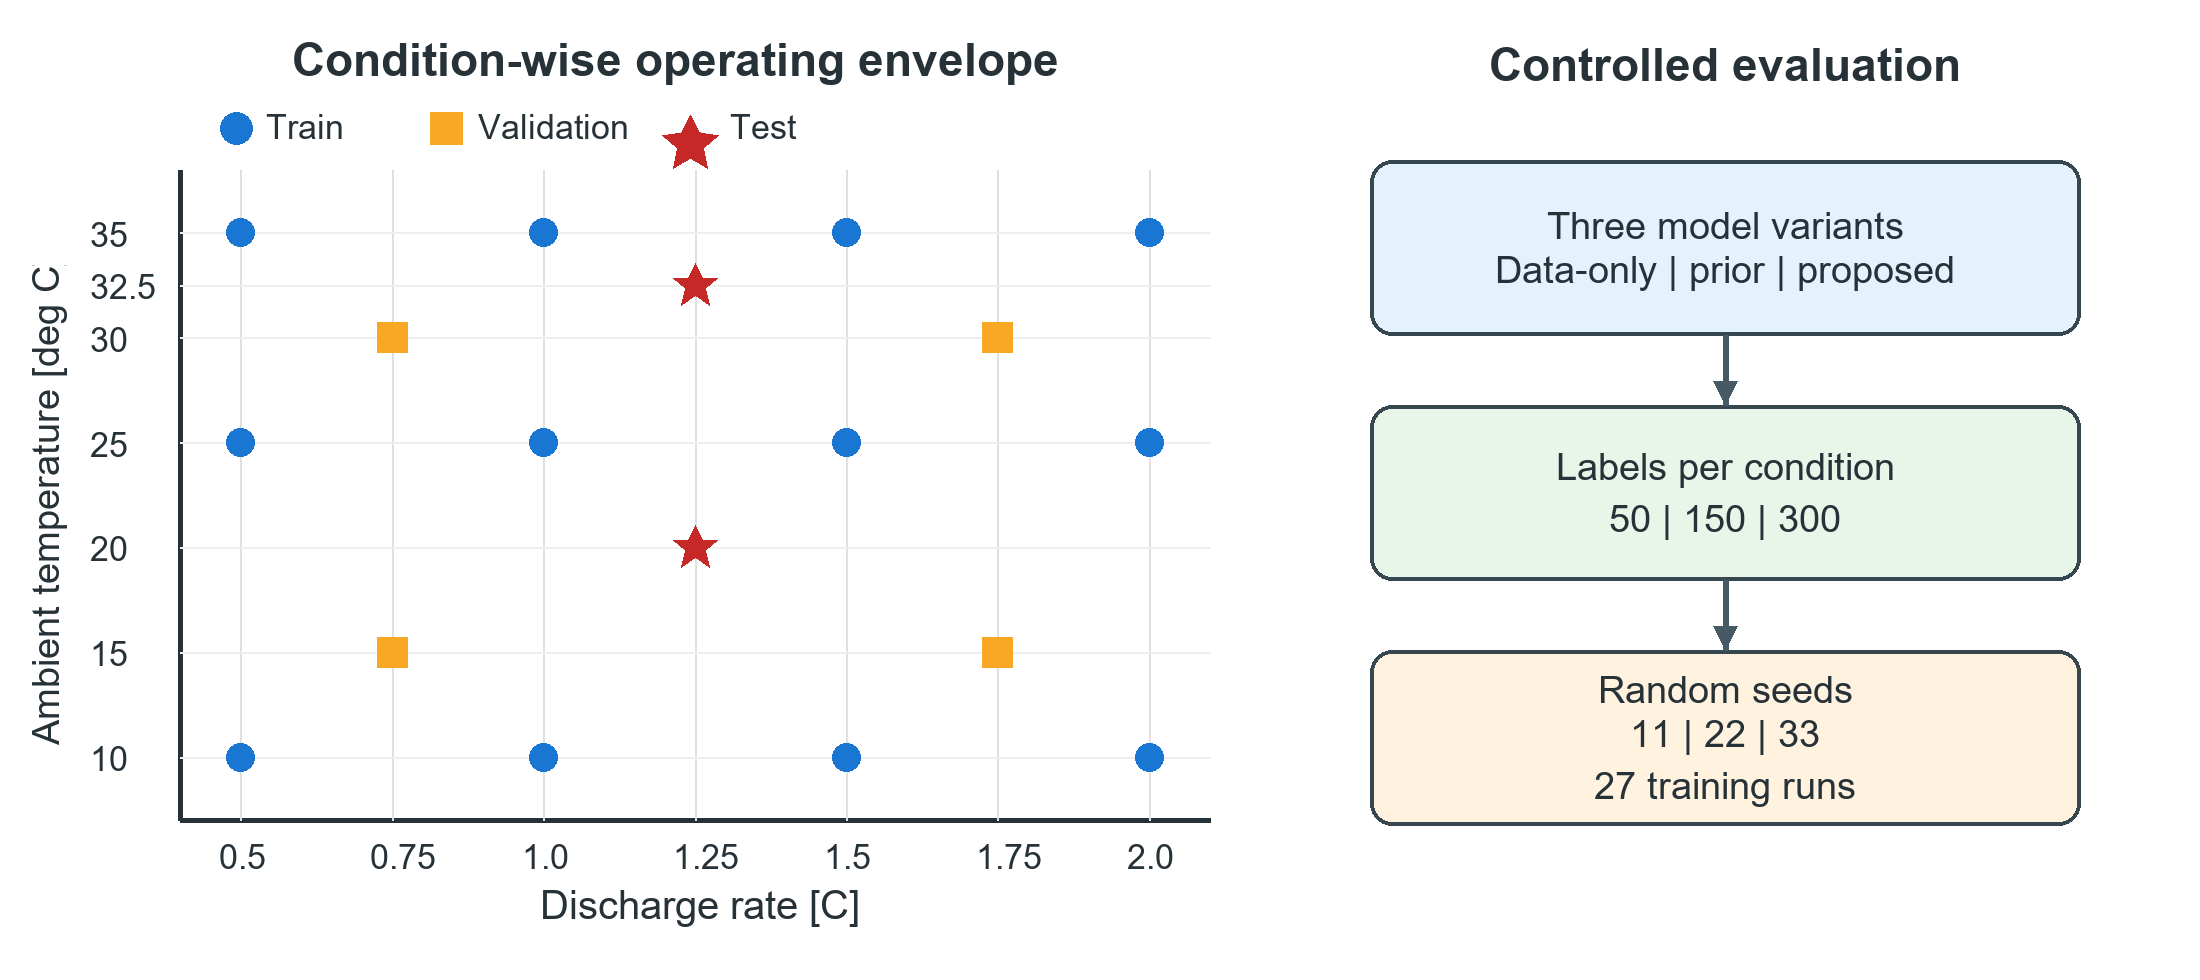 Condition-wise operating envelope
Train
Validation
Test
35
32.5
30
25
20
15
10
Ambient temperature [deg C
0.5
0.75
1.0
1.25
1.5
1.75
2.0
Discharge rate [C]
Controlled evaluation
Three model variants
Data-only | prior | proposed
Labels per condition
50 | 150 | 300
Random seeds
11 | 22 | 33
27 training runs